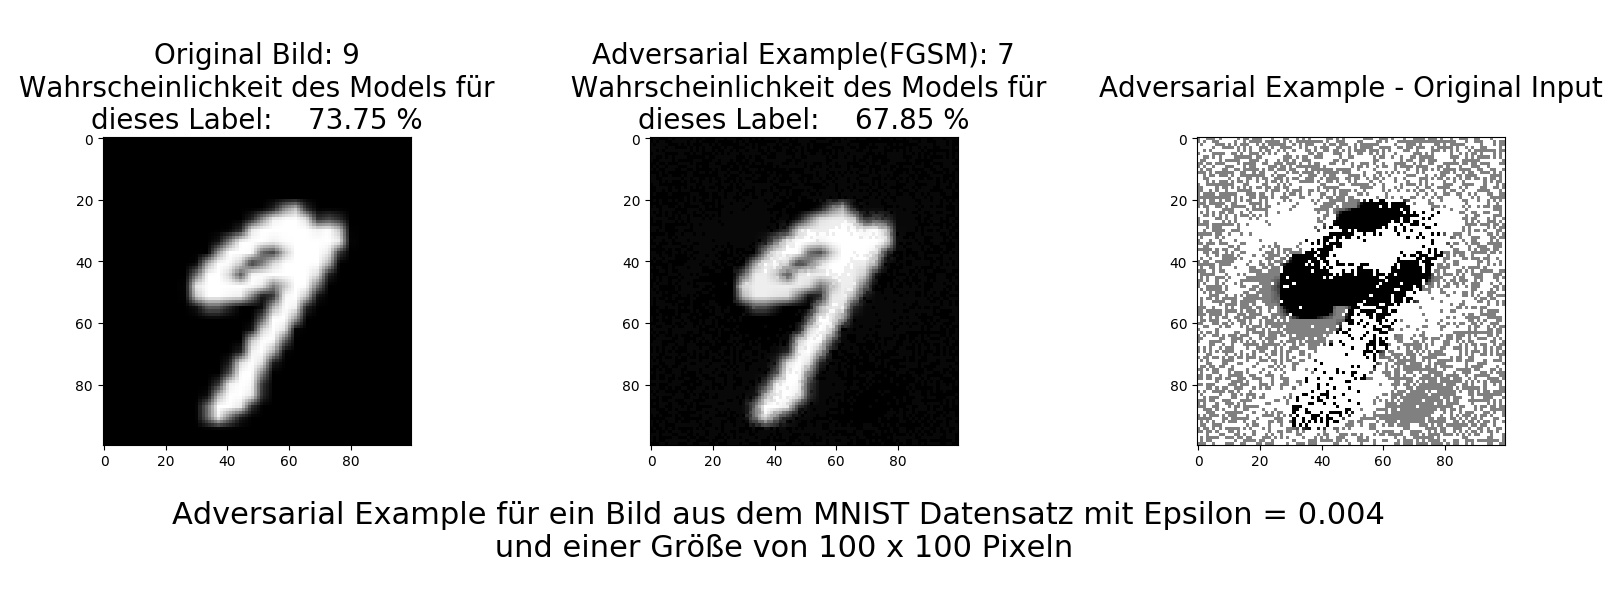 Original Bild: 9
Wahrscheinlichkeit des Models für
dieses Label:    73.75 %
Adversarial Example(FGSM): 7
Wahrscheinlichkeit des Models für
dieses Label:    67.85 %
Adversarial Example - Original Input
0
20
40
60
80
0 20 40 60 80
9
0
20
40
60
80
0 20 40 60 80
9
0
20
40
60
80
0 20 40 60 80
Adversarial Example für ein Bild aus dem MNIST Datensatz mit Epsilon = 0.004
und einer Größe von 100 x 100 Pixeln